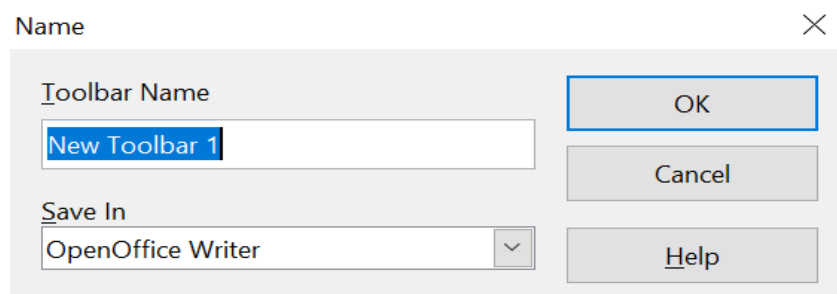 Name
Toolbar Name
OK
New Toolbar 1
Cancel
Save In
OpenOffice Writer
Help